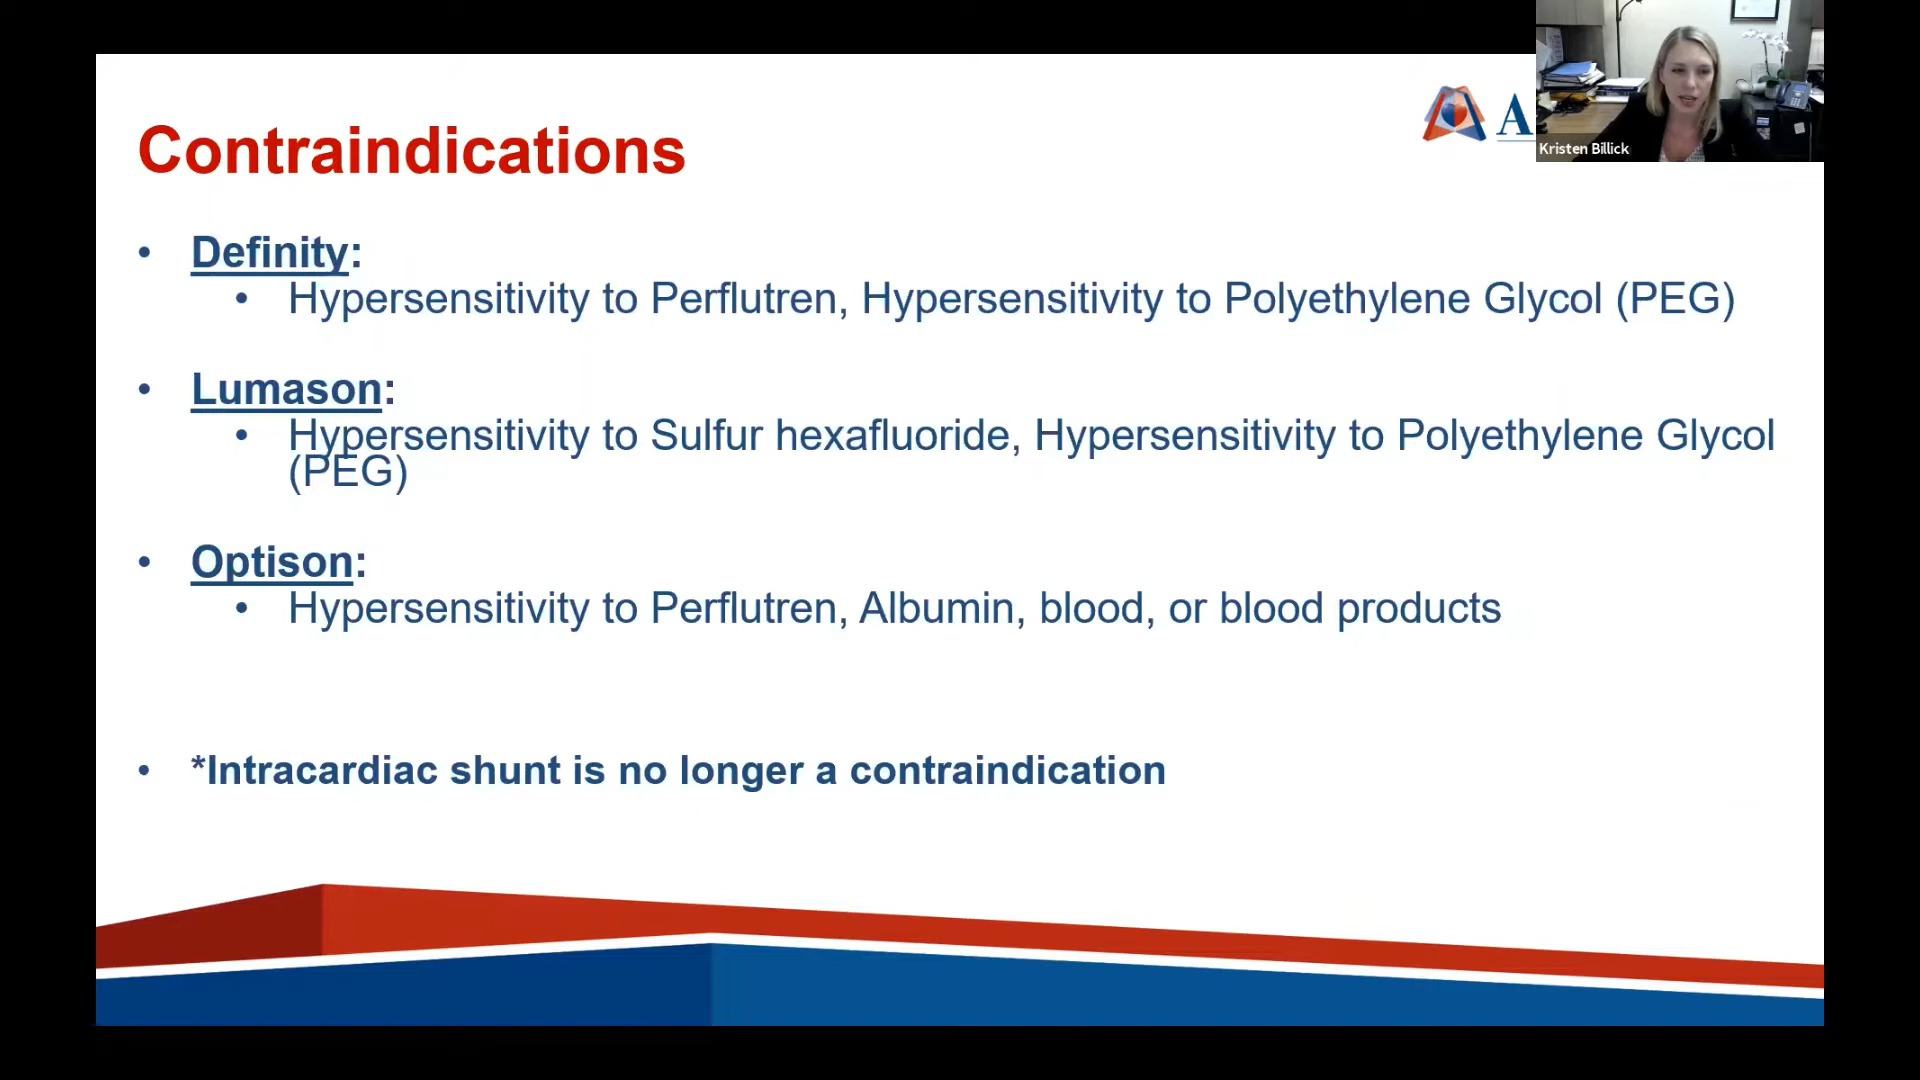 Contraindications
A
Kristen Billick
• Definity:
• Hypersensitivity to Perflutren, Hypersensitivity to Polyethylene Glycol (PEG)
• Lumason:
• Hypersensitivity to Sulfur hexafluoride, Hypersensitivity to Polyethylene Glycol
(PEG)
• Optison:
• Hypersensitivity to Perflutren, Albumin, blood, or blood products
• *Intracardiac shunt is no longer a contraindication